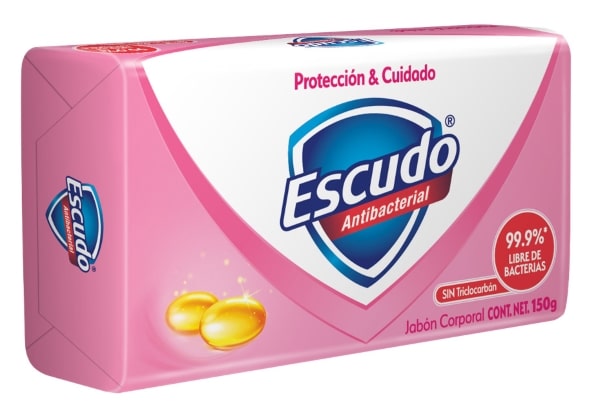 Protección & Cuidado
Escudo®
Antibacterial
99.9%*
LIBRE DE
BACTERIAS
SIN Triclocarbán
Jabón Corporal CONT. NET. 150g
Escudo®
Antibacterial